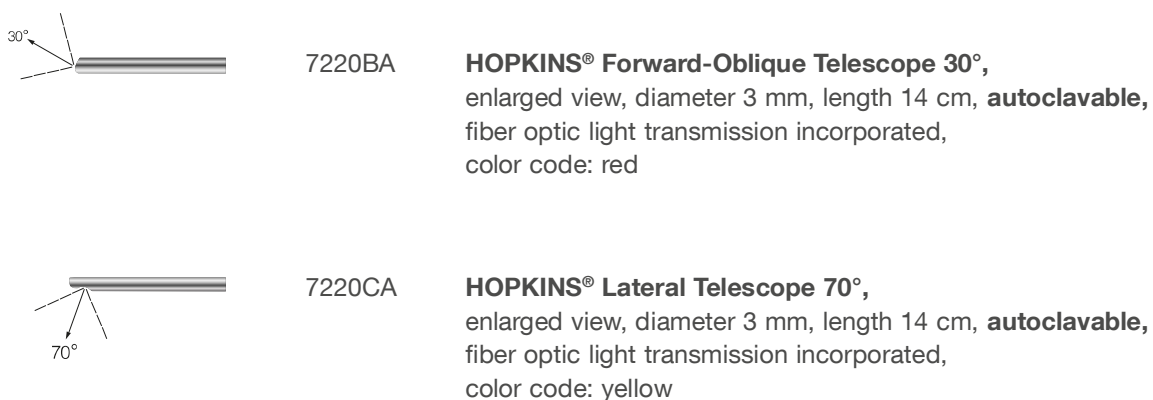 30°
7220BA
HOPKINS® Forward-Oblique Telescope 30°,
enlarged view, diameter 3 mm, length 14 cm, autoclavable,
fiber optic light transmission incorporated,
color code: red
70°
7220CA
HOPKINS® Lateral Telescope 70°,
enlarged view, diameter 3 mm, length 14 cm, autoclavable,
fiber optic light transmission incorporated,
color code: yellow